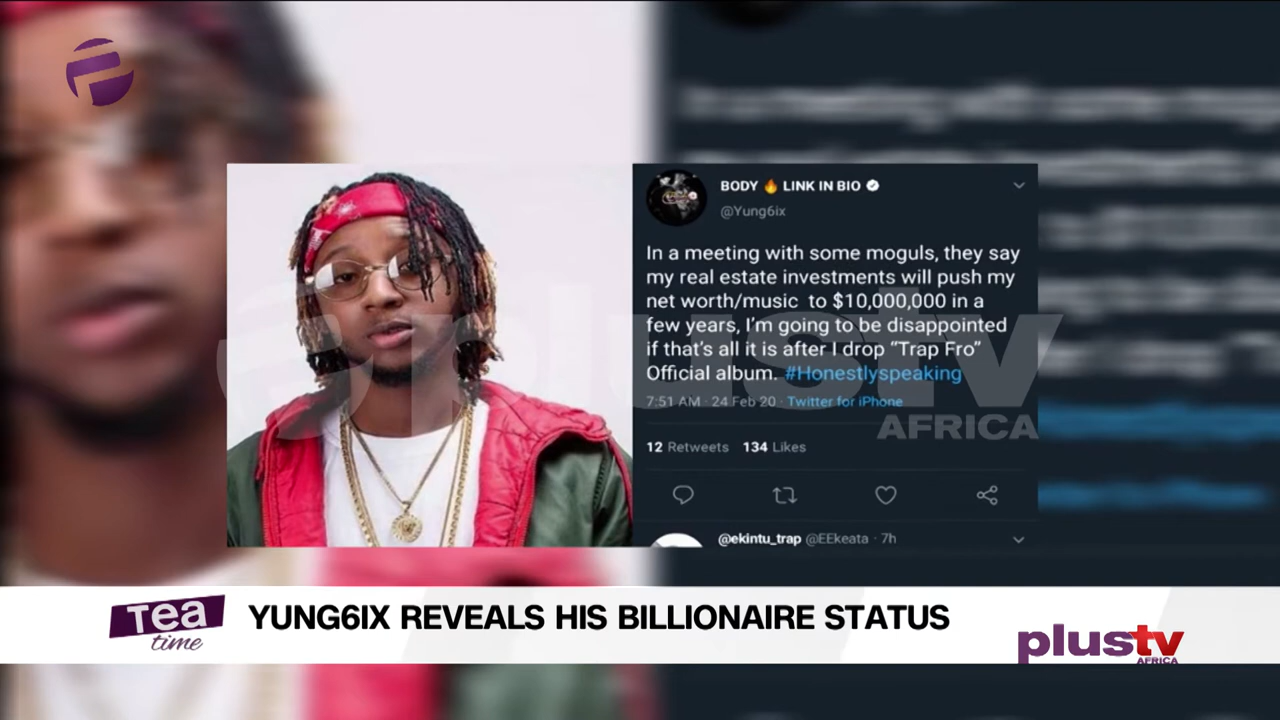 BODY 🔥 LINK IN BIO
@Yung6ix
In a meeting with some moguls, they say
my real estate investments will push my
net worth/music to $10,000,000 in a
few years, I'm going to be disappointed
if that's all it is after I drop “Trap Fro”
Official album. #Honestlyspeaking
7:51 AM · 24 Feb 20 · Twitter for iPhone
12 Retweets 134 Likes
@ekintu_trap @EEkeata · 7h
plustv
AFRICA
Tea
time
YUNG6IX REVEALS HIS BILLIONAIRE STATUS
plustv
AFRICA